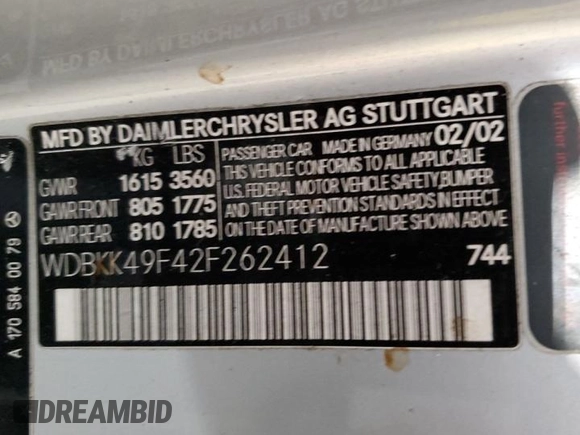 MFD BY DAIMLERCHRYSLER AG STUTTGART
KG LBS
GVWR 1615 3560
GAWR FRONT 805 1775
GAWR REAR 810 1785
PASSENGER CAR MADE IN GERMANY 02/02
THIS VEHICLE CONFORMS TO ALL APPLICABLE
U.S. FEDERAL MOTOR VEHICLE SAFETY, BUMPER
AND THEFT PREVENTION STANDARDS IN EFFECT
ON THE DATE OF MANUFACTURE SHOWN ABOVE
WDBKK49F42F262412 744
A 170 584 00 79
further in
DREAMBID